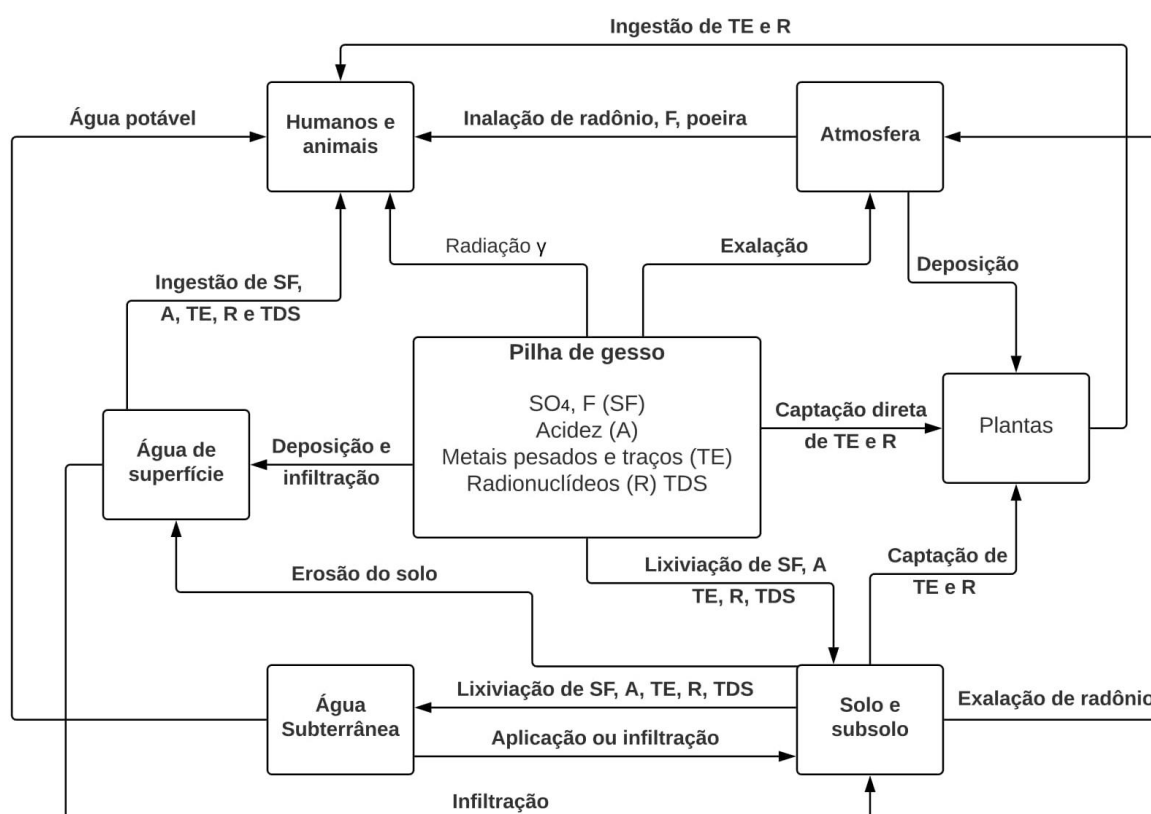 Ingestão de TE e R
Água potável
Humanos e
animais
Inalação de radônio, F, poeira
Atmosfera
Radiação γ
Exalação
Deposição
Ingestão de SF,
A, TE, R e TDS
Pilha de gesso
SO₄, F (SF)
Acidez (A)
Metais pesados e traços (TE)
Radionuclídeos (R) TDS
Captação direta
de TE e R
Plantas
Água de
superfície
Deposição e
infiltração
Erosão do solo
Lixiviação de SF, A
TE, R, TDS
Captação de
TE e R
Água
Subterrânea
Lixiviação de SF, A, TE, R, TDS
Aplicação ou infiltração
Solo e
subsolo
Exalação de radônio
Infiltração